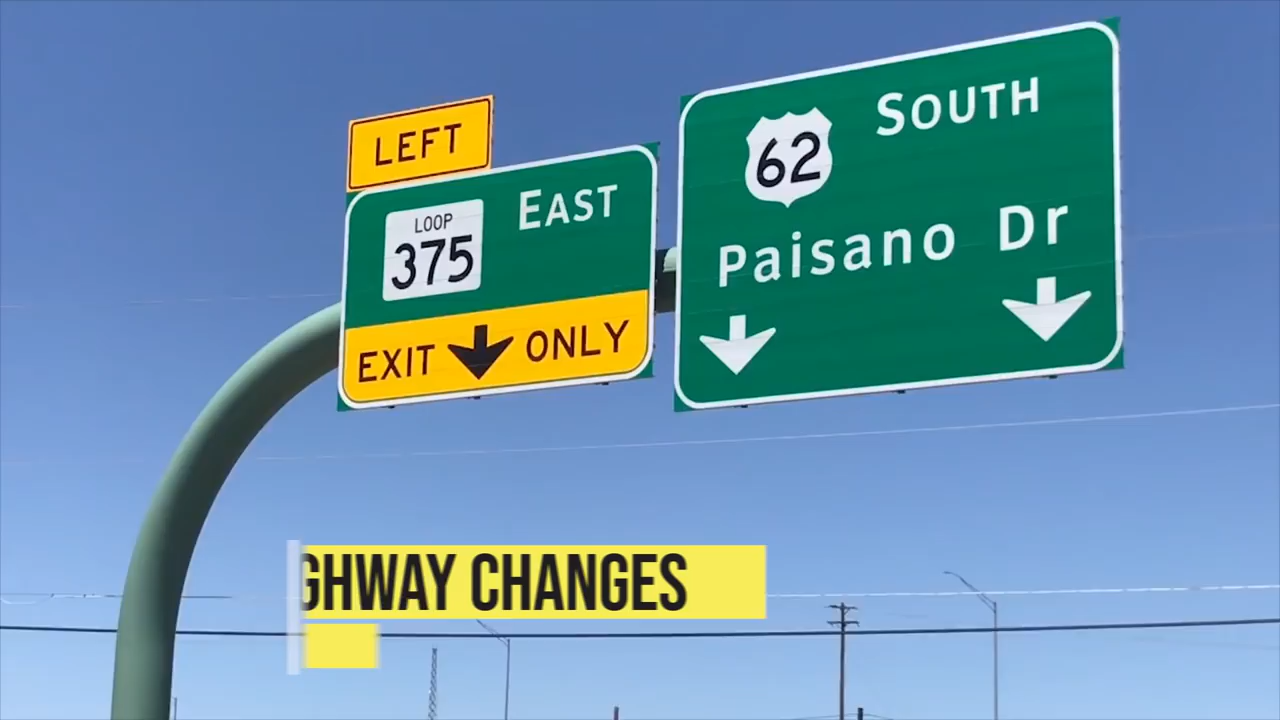 LEFT
LOOP
375
EAST
EXIT ONLY
62
SOUTH
Paisano Dr
GHWAY CHANGES